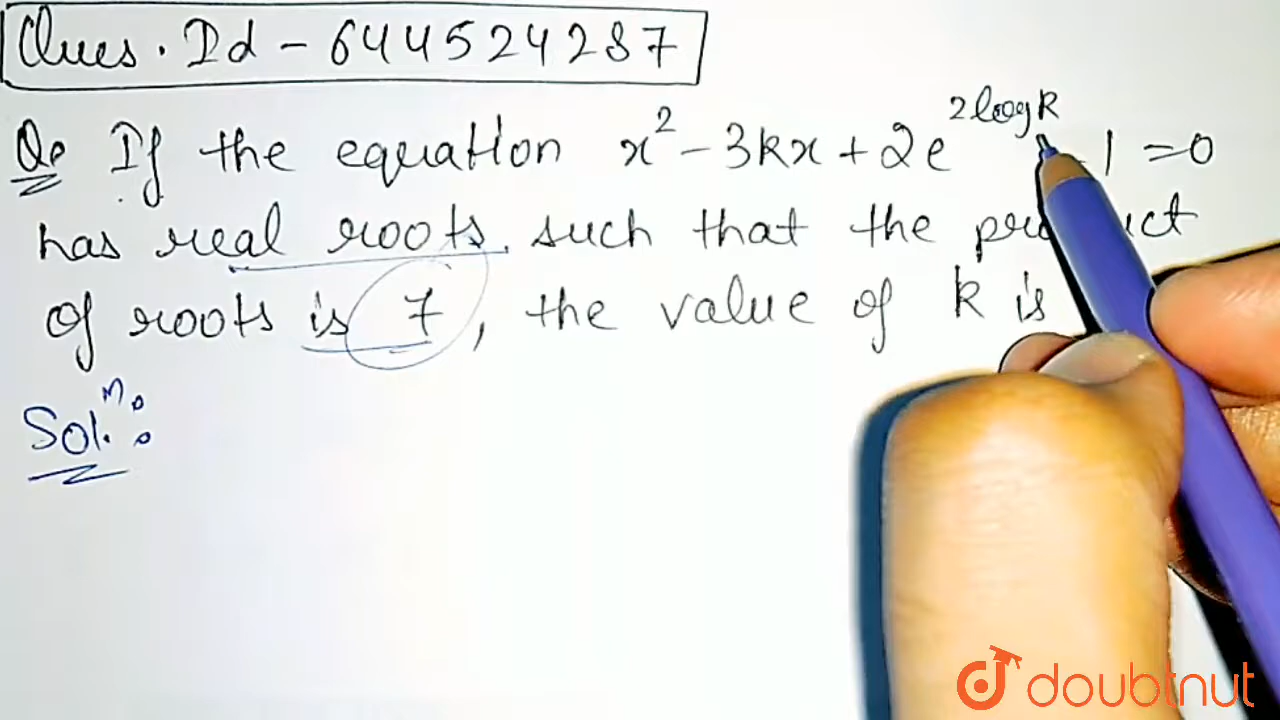 Ques. Id - 644524287
2logk
Q. If the equation x² - 3kx + 2e - 1 = 0
has real roots such that the product
of roots is 7, the value of k is
Solⁿ:
doubtnut